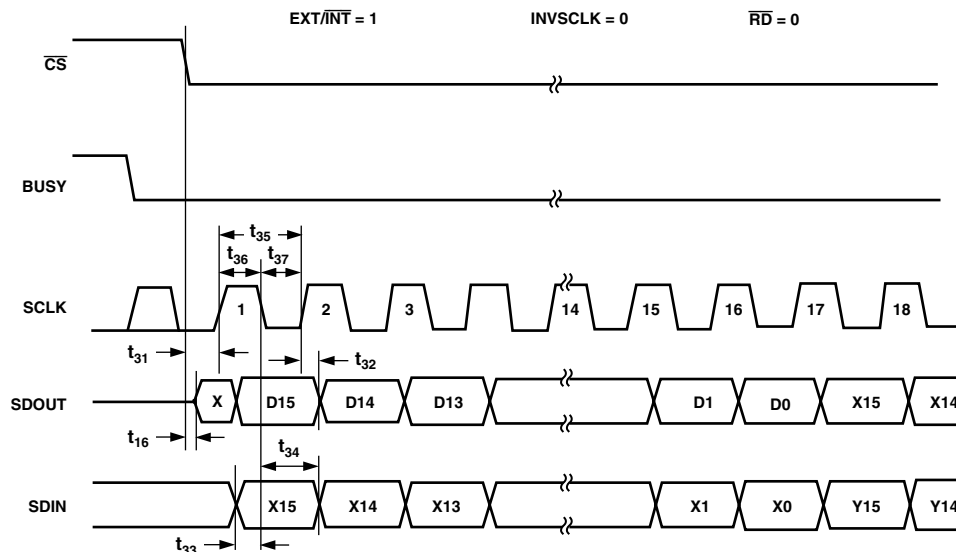 EXT/INT = 1 INVSCLK = 0 RD = 0
CS
BUSY
t35
t36 t37
SCLK 1 2 3 14 15 16 17 18
t31 t32
SDOUT X D15 D14 D13 D1 D0 X15 X14
t16 t34
SDIN X15 X14 X13 X1 X0 Y15 Y14
t33